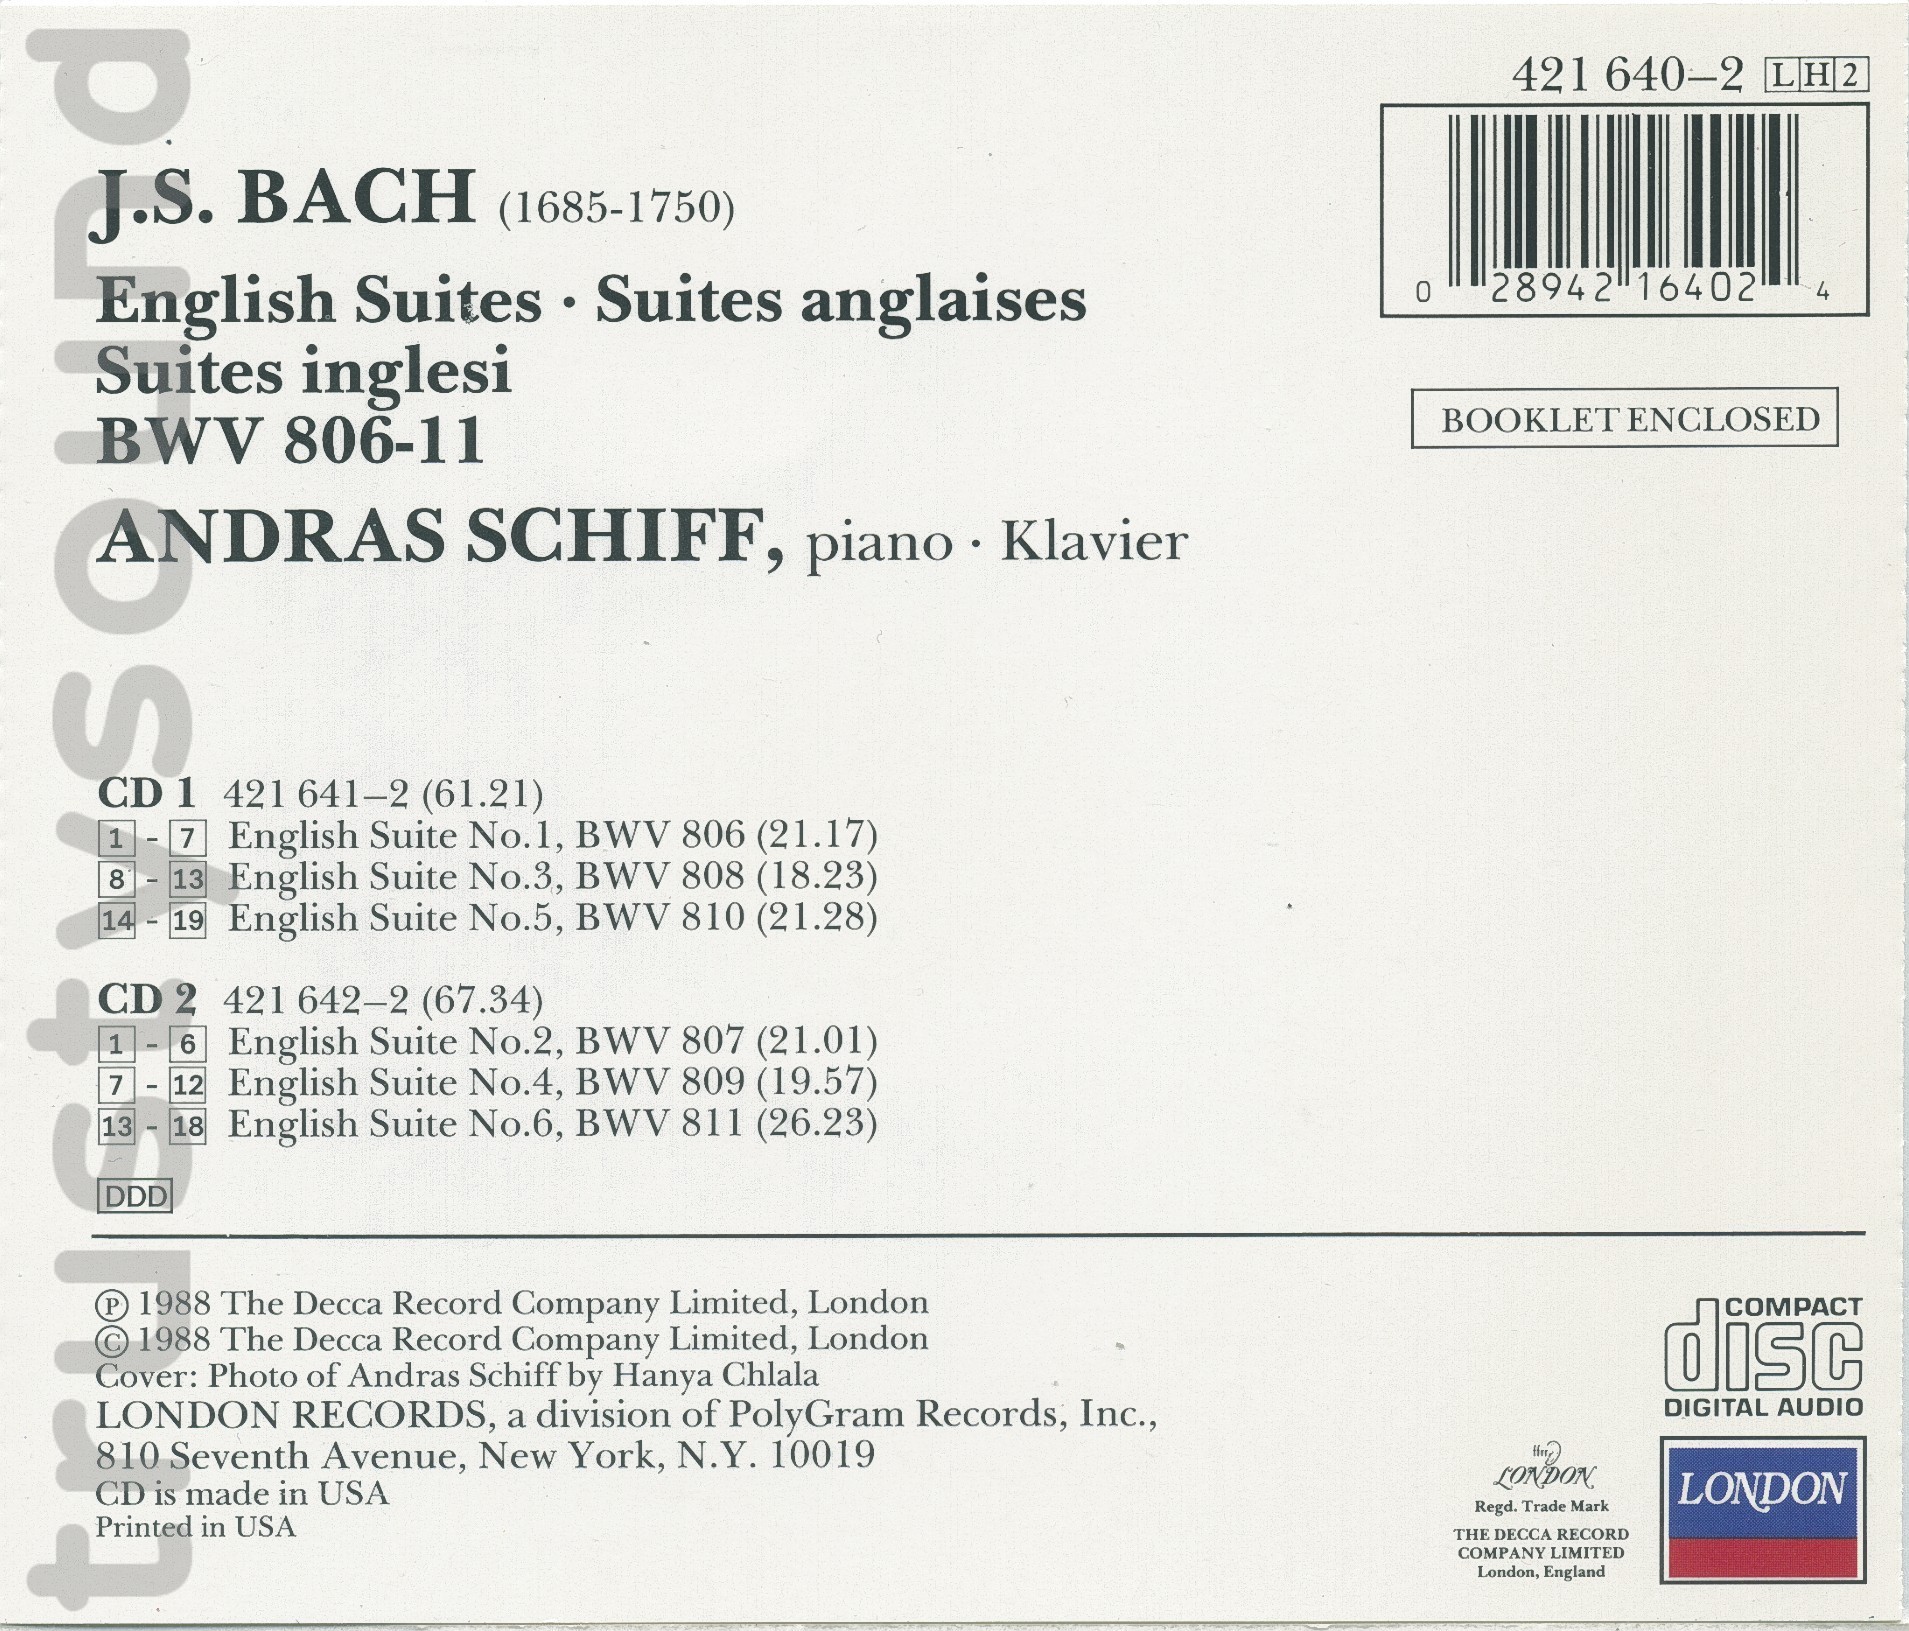 421 640–2 L H 2
0 28942 16402 4
BOOKLET ENCLOSED
J.S. BACH (1685-1750)
English Suites · Suites anglaises
Suites inglesi
BWV 806-11
ANDRAS SCHIFF, piano · Klavier
CD 1 421 641–2 (61.21)
1 - 7 English Suite No.1, BWV 806 (21.17)
8 - 13 English Suite No.3, BWV 808 (18.23)
14 - 19 English Suite No.5, BWV 810 (21.28)
CD 2 421 642–2 (67.34)
1 - 6 English Suite No.2, BWV 807 (21.01)
7 - 12 English Suite No.4, BWV 809 (19.57)
13 - 18 English Suite No.6, BWV 811 (26.23)
DDD
Ⓟ 1988 The Decca Record Company Limited, London
© 1988 The Decca Record Company Limited, London
Cover: Photo of Andras Schiff by Hanya Chlala
LONDON RECORDS, a division of PolyGram Records, Inc.,
810 Seventh Avenue, New York, N.Y. 10019
CD is made in USA
Printed in USA
COMPACT
disc
DIGITAL AUDIO
ffrr
LONDON
Regd. Trade Mark
THE DECCA RECORD
COMPANY LIMITED
London, England
LONDON
trustysound